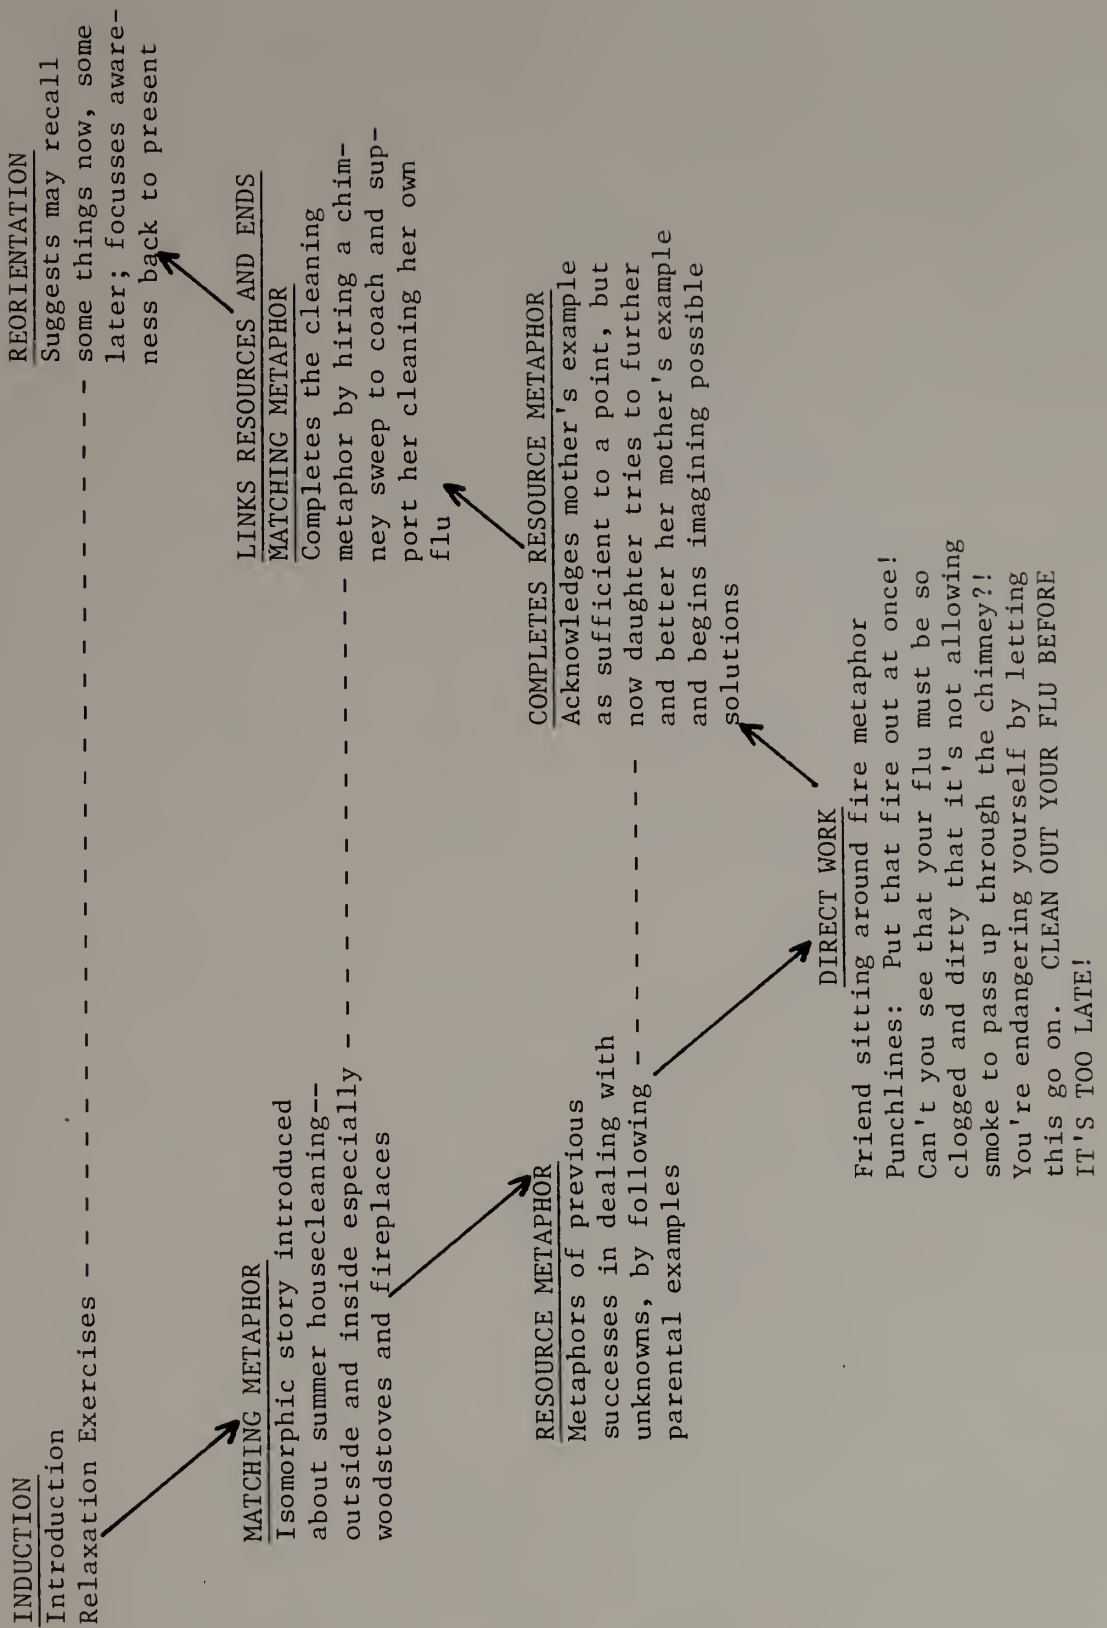 INDUCTION
Introduction
Relaxation Exercises
MATCHING METAPHOR
Isomorphic story introduced
about summer housecleaning--
outside and inside especially
woodstoves and fireplaces
RESOURCE METAPHOR
Metaphors of previous
successes in dealing with
unknowns, by following
parental examples
DIRECT WORK
Friend sitting around fire metaphor
Punchlines: Put that fire out at once!
Can't you see that your flu must be so
clogged and dirty that it's not allowing
smoke to pass up through the chimney?!
You're endangering yourself by letting
this go on. CLEAN OUT YOUR FLU BEFORE
IT'S TOO LATE!
COMPLETES RESOURCE METAPHOR
Acknowledges mother's example
as sufficient to a point, but
now daughter tries to further
and better her mother's example
and begins imagining possible
solutions
LINKS RESOURCES AND ENDS
MATCHING METAPHOR
Completes the cleaning
metaphor by hiring a chim-
ney sweep to coach and sup-
port her cleaning her own
flu
REORIENTATION
Suggests may recall
some things now, some
later; focusses aware-
ness back to present